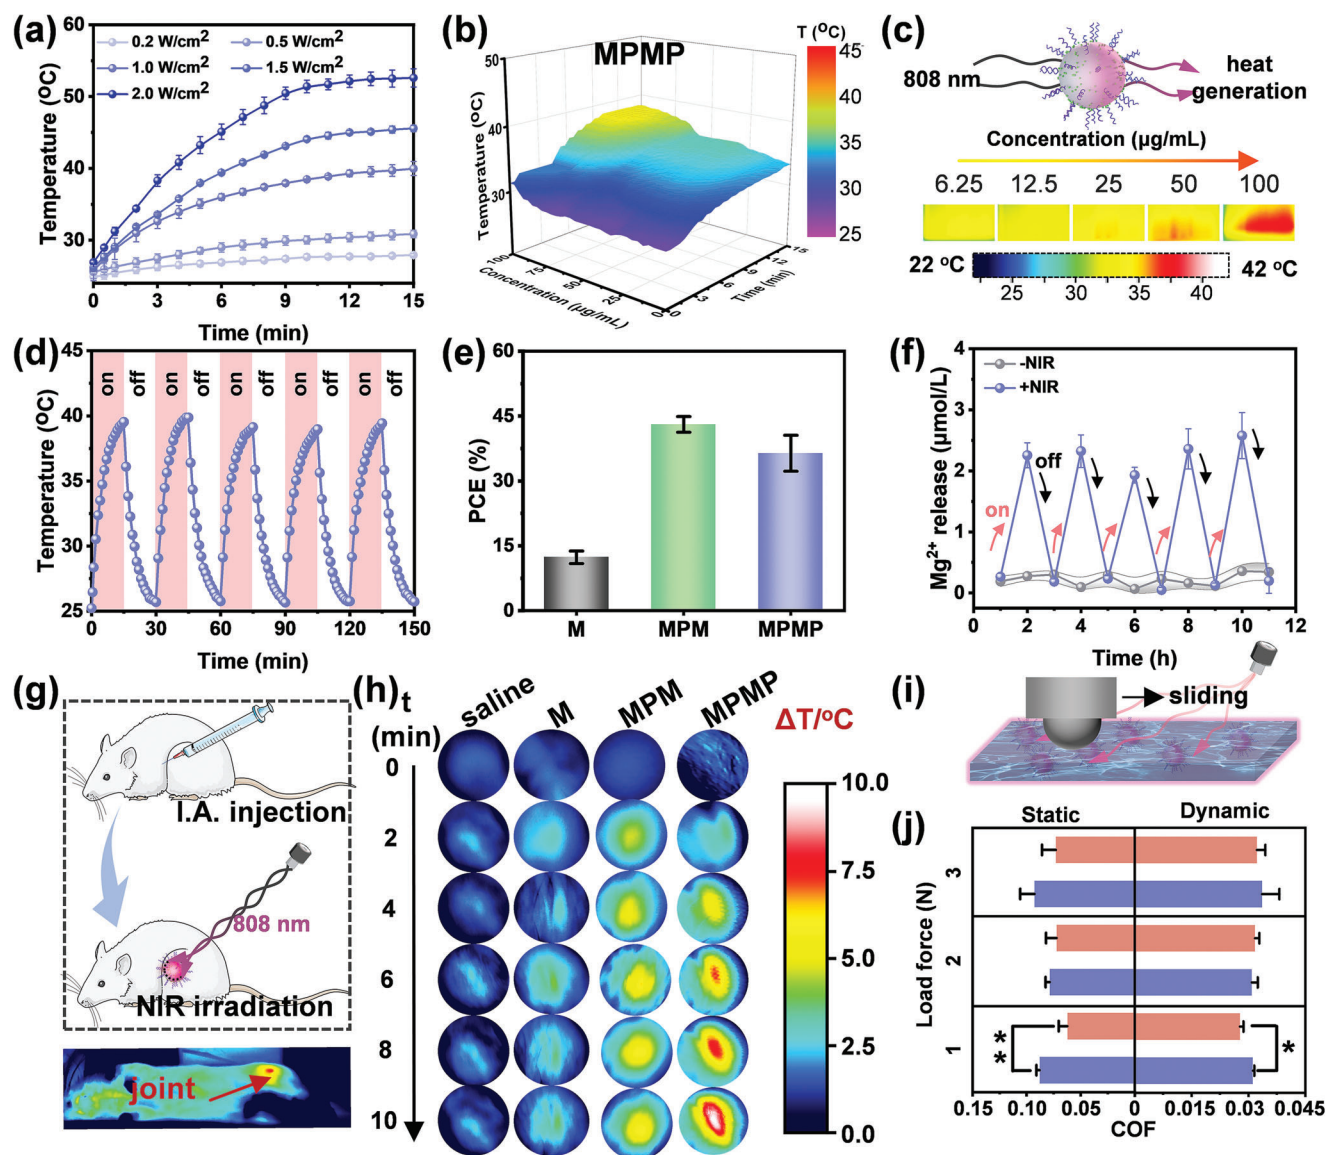 (a)
0.2 W/cm²
0.5 W/cm²
1.0 W/cm²
1.5 W/cm²
2.0 W/cm²
Temperature (ºC)
60
50
40
30
0 3 6 9 12 15
Time (min)
(b)
MPMP
T (ºC)
45
40
35
30
25
Temperature (ºC)
50
40
30
100 75 50 25 0
Concentration (µg/mL)
0 3 6 9 12 15
Time (min)
(c)
808 nm
heat
generation
Concentration (µg/mL)
6.25 12.5 25 50 100
22 ºC
42 ºC
25 30 35 40
(d)
Temperature (ºC)
45
40
35
30
25
on off on off on off on off on off
0 30 60 90 120 150
Time (min)
(e)
PCE (%)
60
45
30
15
0
M MPM MPMP
(f)
-NIR
+NIR
Mg²⁺ release (µmol/L)
4
3
2
1
0
on
off
0 2 4 6 8 10 12
Time (h)
(g)
I.A. injection
808 nm
NIR irradiation
joint
(h)
t
(min)
saline M MPM MPMP
ΔT/ºC
0
2
4
6
8
10
10.0
7.5
5.0
2.5
0.0
(i)
sliding
(j)
Static Dynamic
Load force (N)
3
2
1
**
*
0.15 0.10 0.05 0 0.015 0.03 0.045
COF